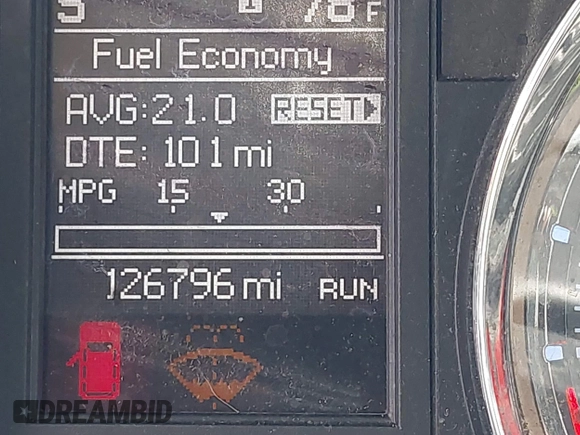 S 78 F
Fuel Economy
AVG:21.0 RESET
DTE: 101 mi
MPG 15 30
126796 mi RUN
DREAMBID